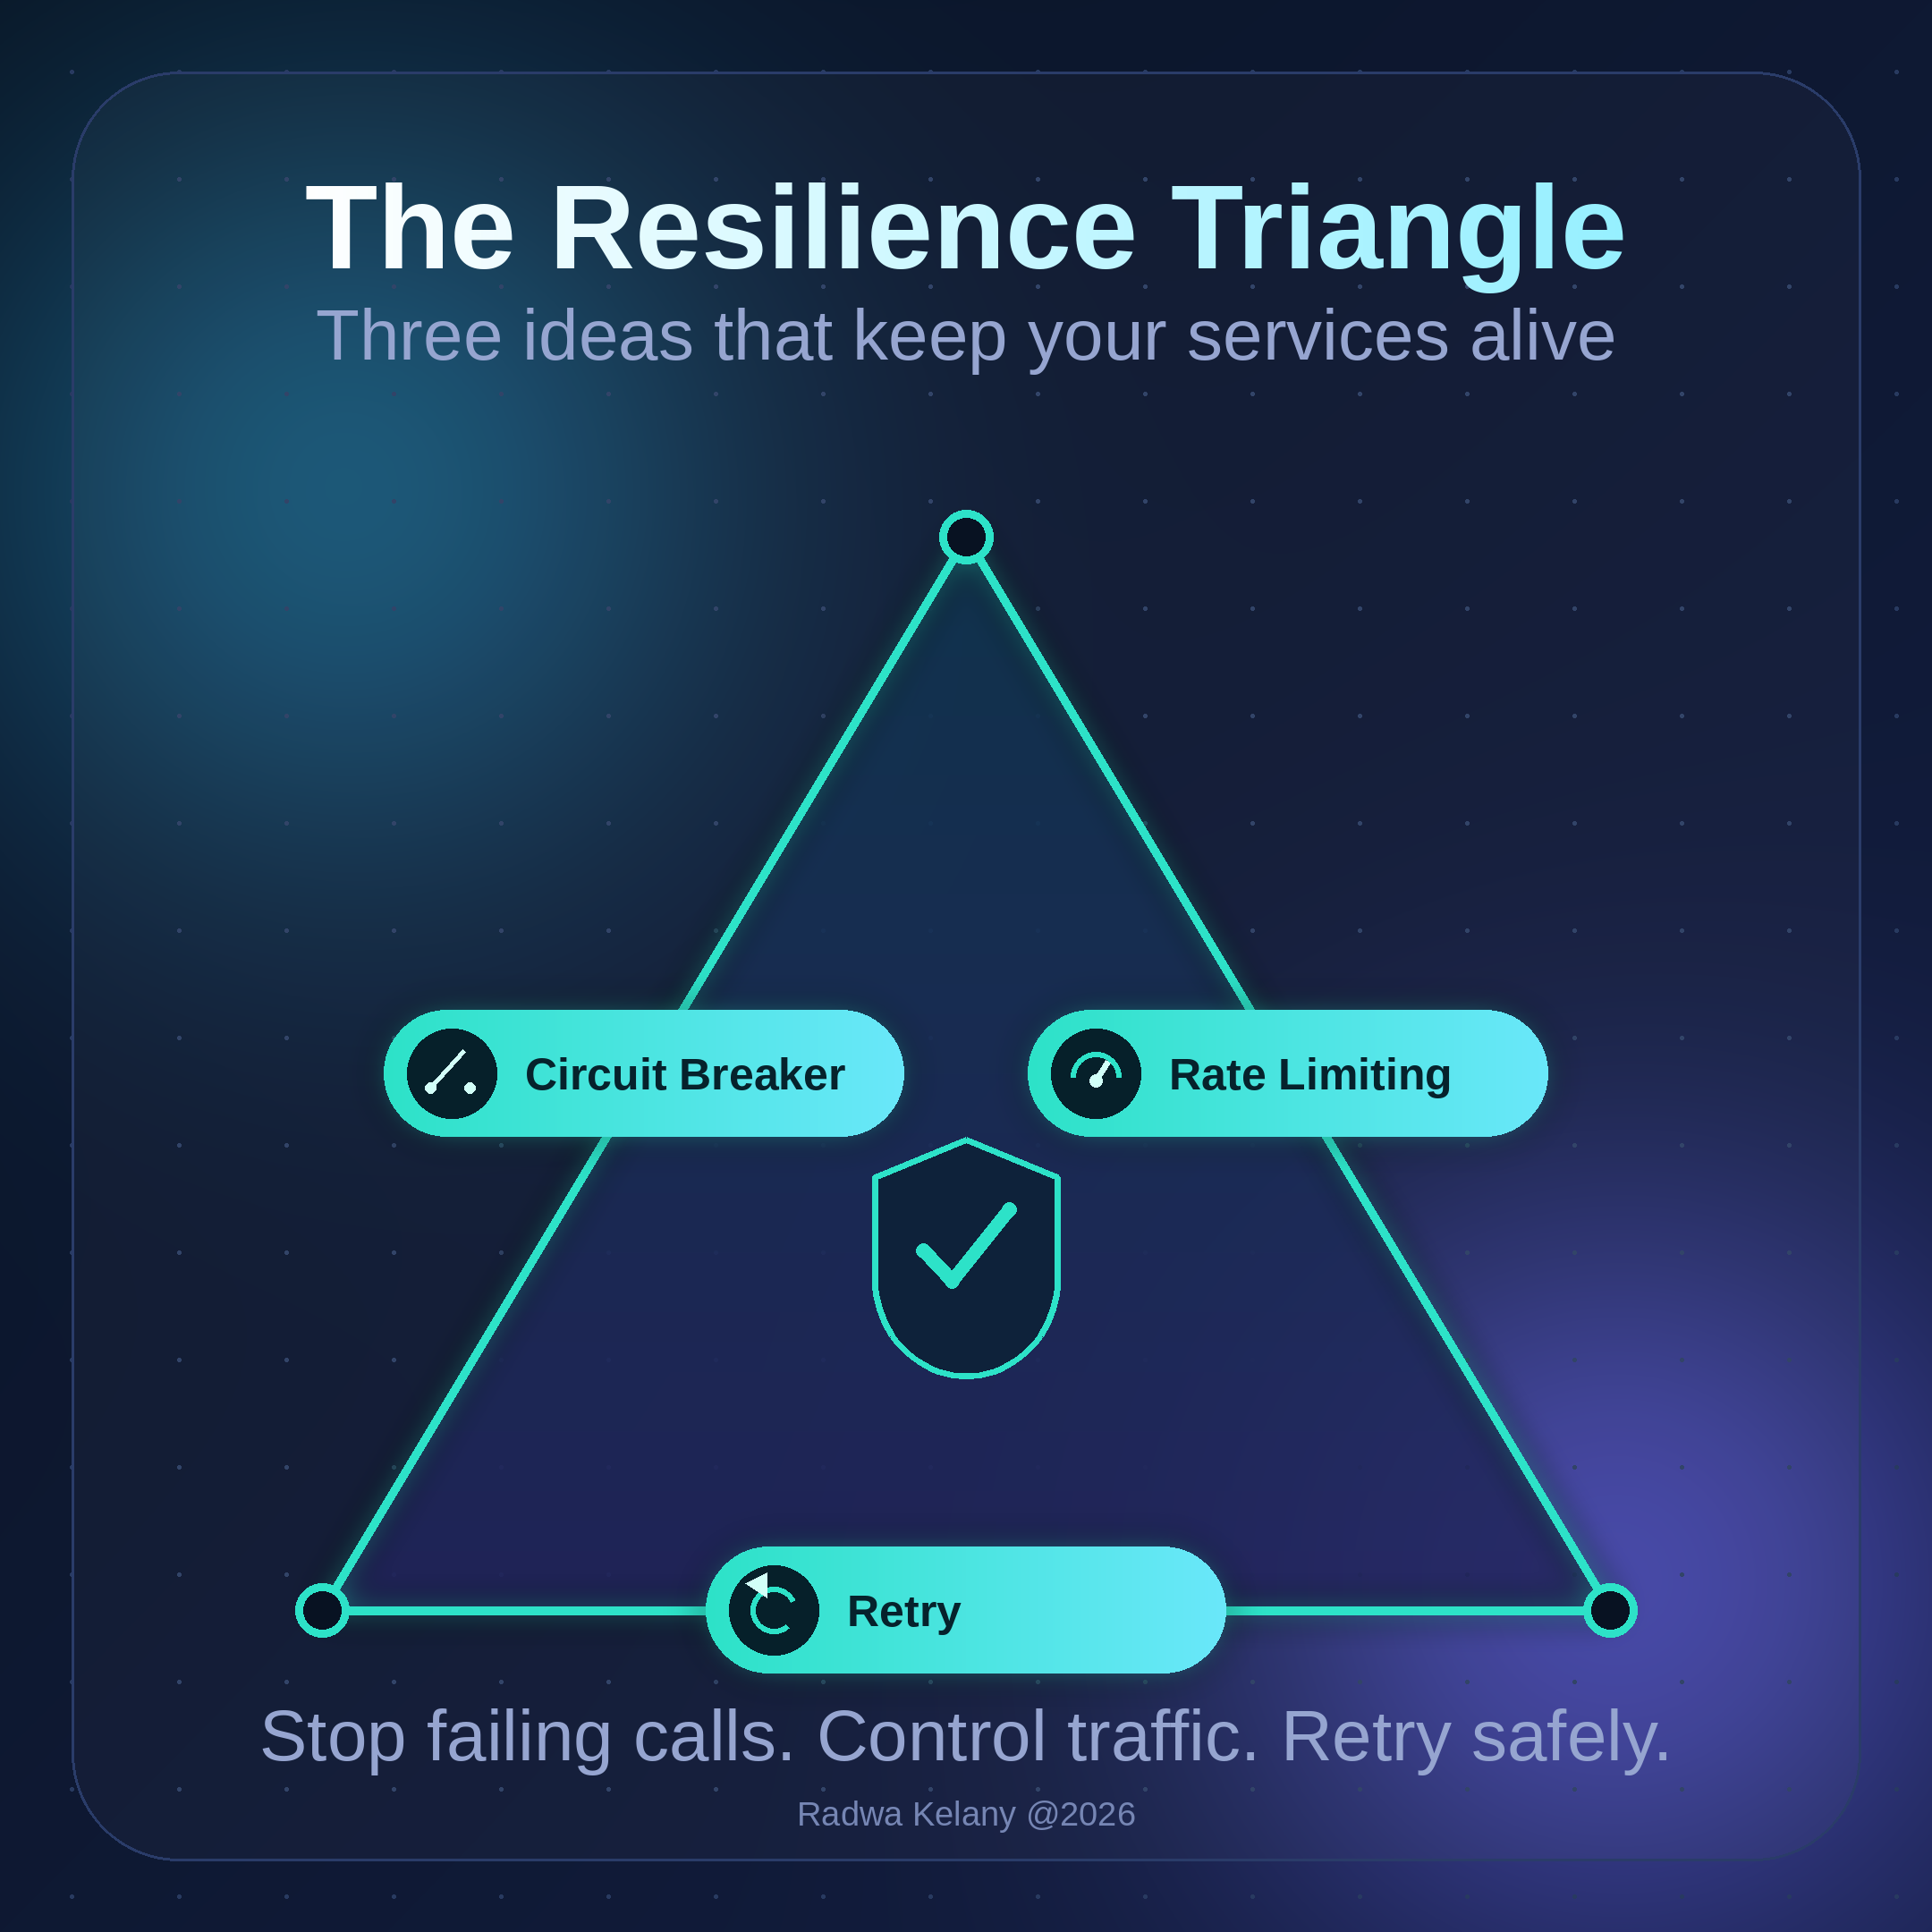 The Resilience Triangle
Three ideas that keep your services alive
Circuit Breaker
Rate Limiting
Retry
Stop failing calls. Control traffic. Retry safely.
Radwa Kelany @2026